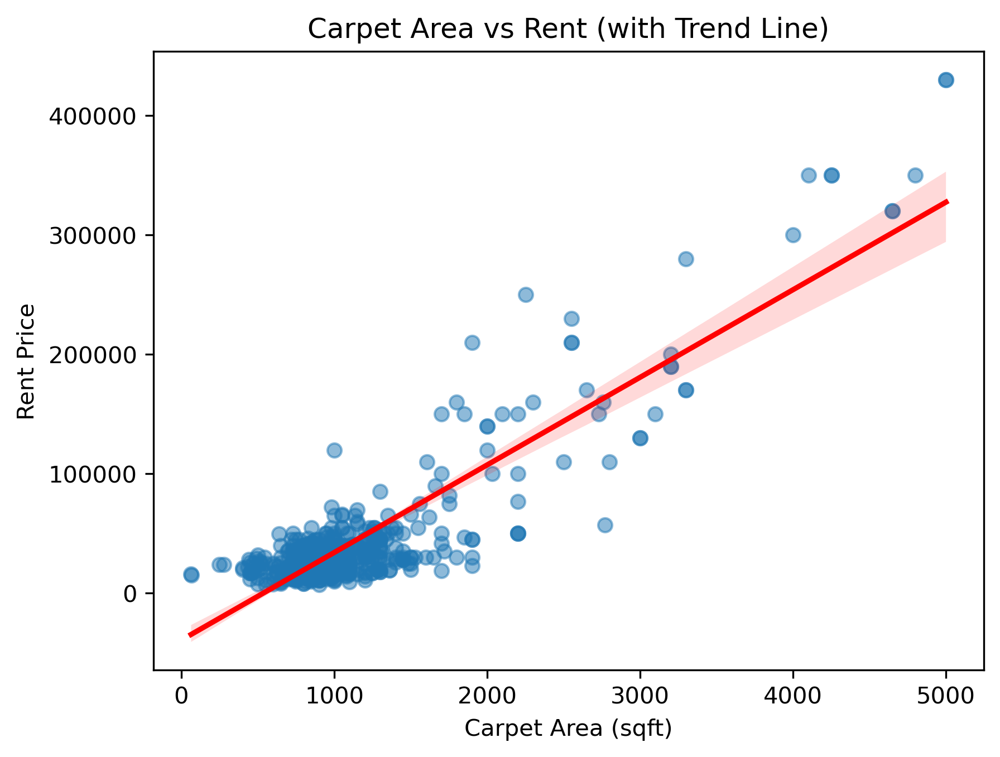 Carpet Area vs Rent (with Trend Line)
400000
300000
200000
100000
0
Rent Price
0 1000 2000 3000 4000 5000
Carpet Area (sqft)